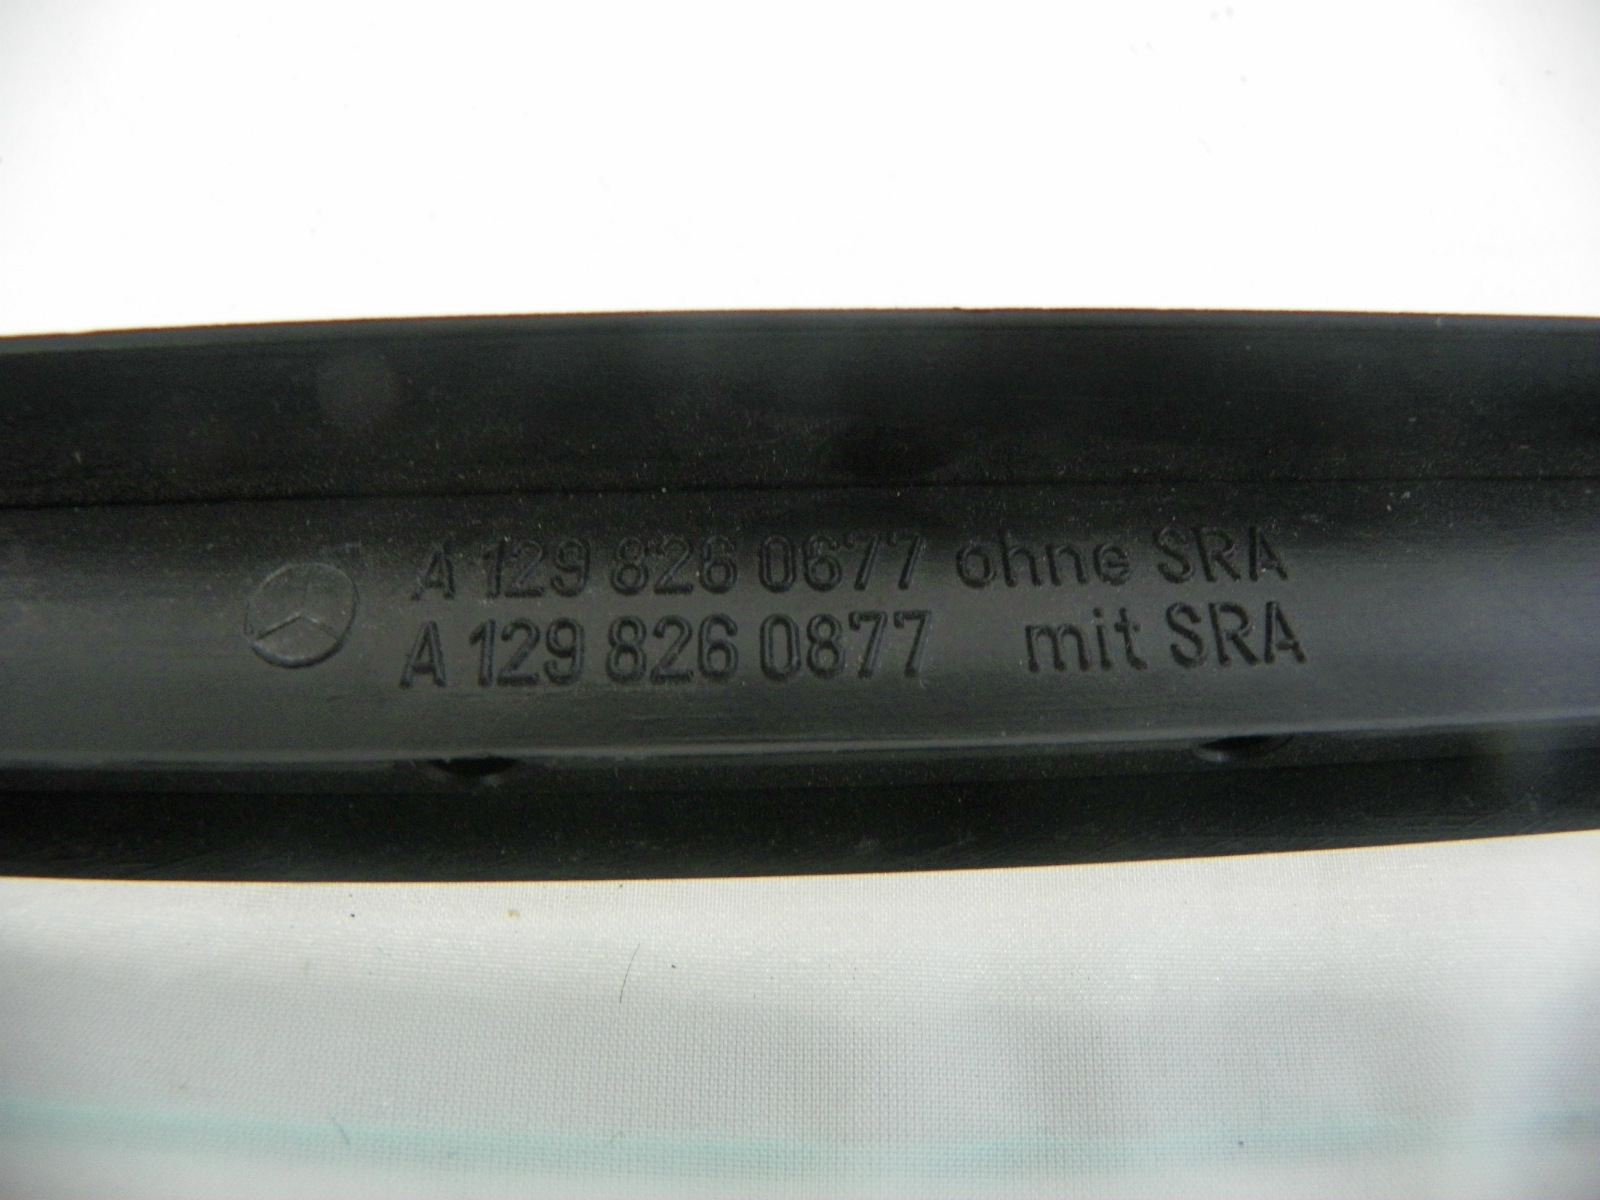 A 129 826 0677 ohne SRA
A 129 826 0877 mit SRA